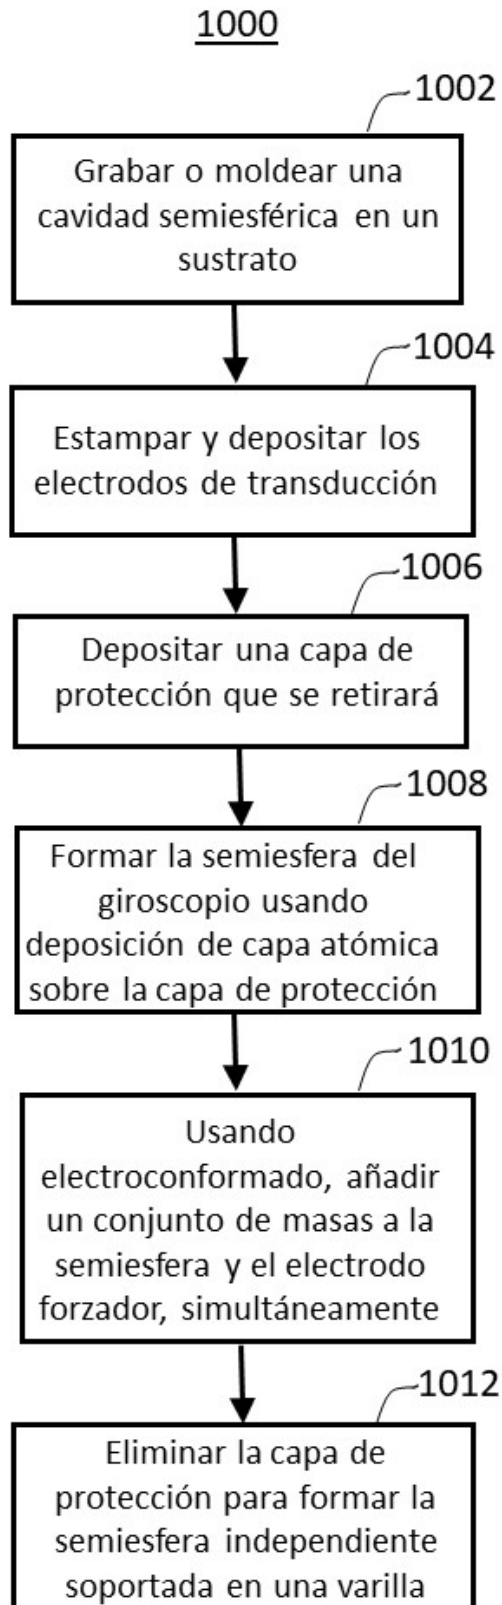 1000
1002
Grabar o moldear una
cavidad semiesférica en un
sustrato
1004
Estampar y depositar los
electrodos de transducción
1006
Depositar una capa de
protección que se retirará
1008
Formar la semiesfera del
giroscopio usando
deposición de capa atómica
sobre la capa de protección
1010
Usando
electroconformado, añadir
un conjunto de masas a la
semiesfera y el electrodo
forzador, simultáneamente
1012
Eliminar la capa de
protección para formar la
semiesfera independiente
soportada en una varilla